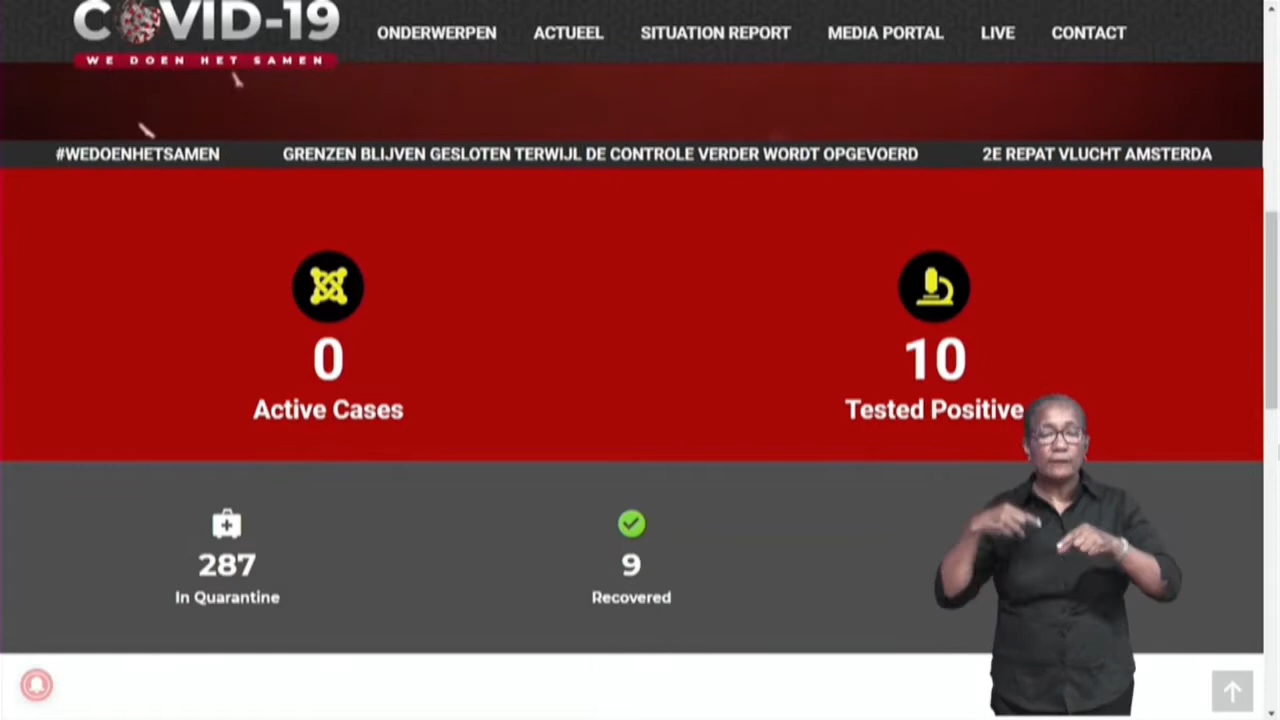 COVID-19
WE DOEN HET SAMEN
ONDERWERPEN ACTUEEL SITUATION REPORT MEDIA PORTAL LIVE CONTACT
#WEDOENHETSAMEN GRENZEN BLIJVEN GESLOTEN TERWIJL DE CONTROLE VERDER WORDT OPGEVOERD 2E REPAT VLUCHT AMSTERDA
0
Active Cases
10
Tested Positive
287
In Quarantine
9
Recovered